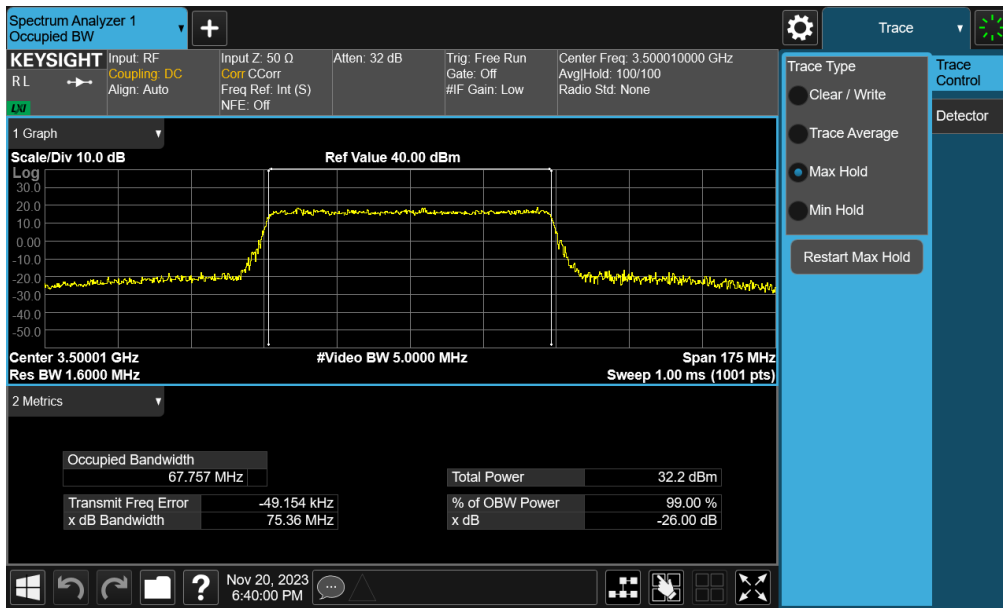 Spectrum Analyzer 1
Occupied BW
+
Trace
KEYSIGHT
R L
LXI
Input: RF
Coupling: DC
Align: Auto
Input Z: 50 Ω
Corr CCorr
Freq Ref: Int (S)
NFE: Off
Atten: 32 dB
Trig: Free Run
Gate: Off
#IF Gain: Low
Center Freq: 3.500010000 GHz
Avg|Hold: 100/100
Radio Std: None
Trace Type
Clear / Write
Trace Average
Max Hold
Min Hold
Restart Max Hold
Trace
Control
Detector
1 Graph
Scale/Div 10.0 dB
Ref Value 40.00 dBm
Log
30.0
20.0
10.0
0.00
-10.0
-20.0
-30.0
-40.0
-50.0
Center 3.50001 GHz
#Video BW 5.0000 MHz
Span 175 MHz
Res BW 1.6000 MHz
Sweep 1.00 ms (1001 pts)
2 Metrics
Occupied Bandwidth
67.757 MHz
Total Power 32.2 dBm
Transmit Freq Error -49.154 kHz
% of OBW Power 99.00 %
x dB Bandwidth 75.36 MHz
x dB -26.00 dB
?
Nov 20, 2023
6:40:00 PM